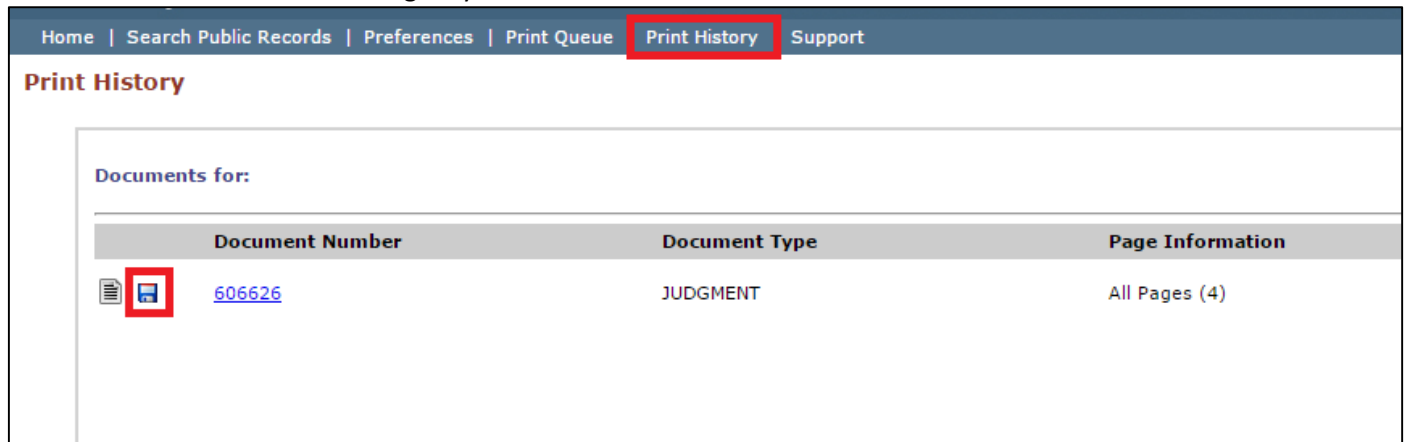 Home | Search Public Records | Preferences | Print Queue Print History Support
Print History
Documents for:
Document Number Document Type Page Information
606626 JUDGMENT All Pages (4)